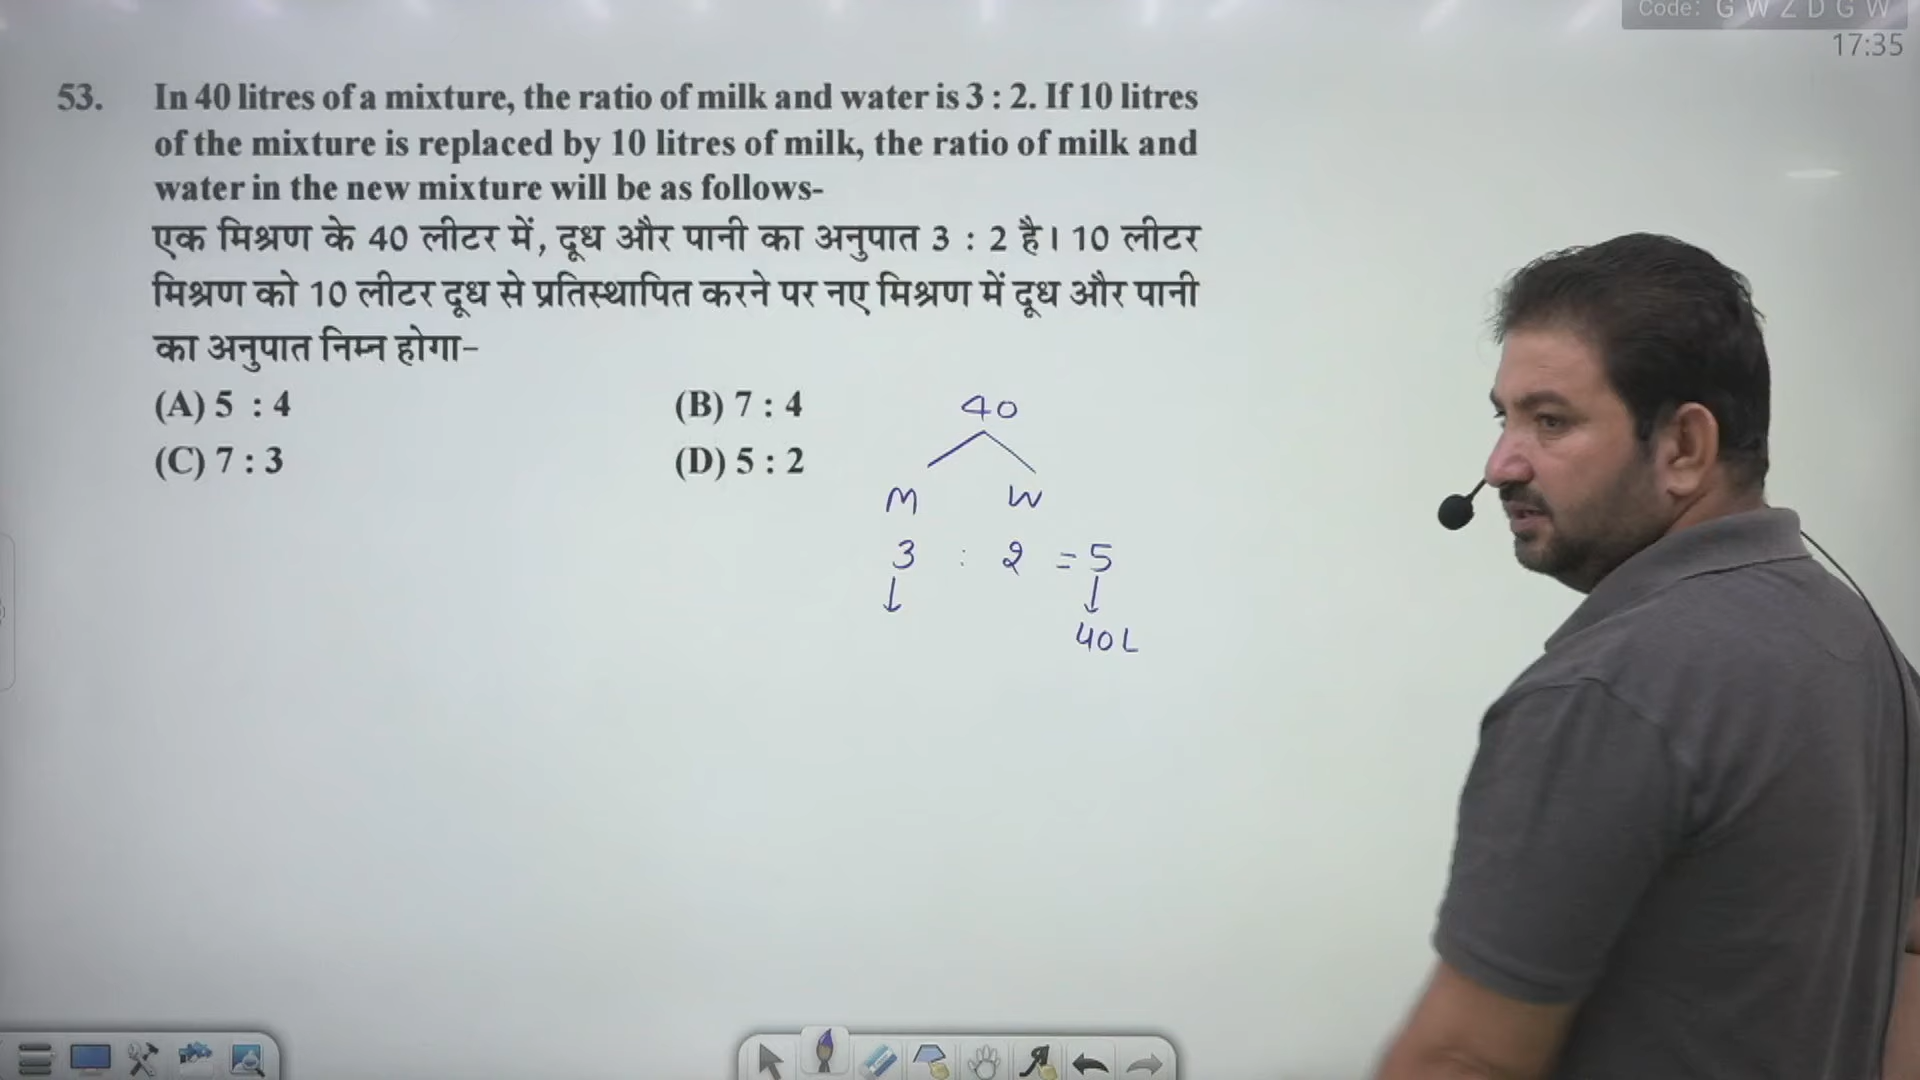 Code: G W Z D G W
17:35
53. In 40 litres of a mixture, the ratio of milk and water is 3 : 2. If 10 litres
of the mixture is replaced by 10 litres of milk, the ratio of milk and
water in the new mixture will be as follows-
एक मिश्रण के 40 लीटर में, दूध और पानी का अनुपात 3 : 2 है। 10 लीटर
मिश्रण को 10 लीटर दूध से प्रतिस्थापित करने पर नए मिश्रण में दूध और पानी
का अनुपात निम्न होगा-
(A) 5 : 4 (B) 7 : 4
(C) 7 : 3 (D) 5 : 2
40
M W
3 : 2 = 5
40L